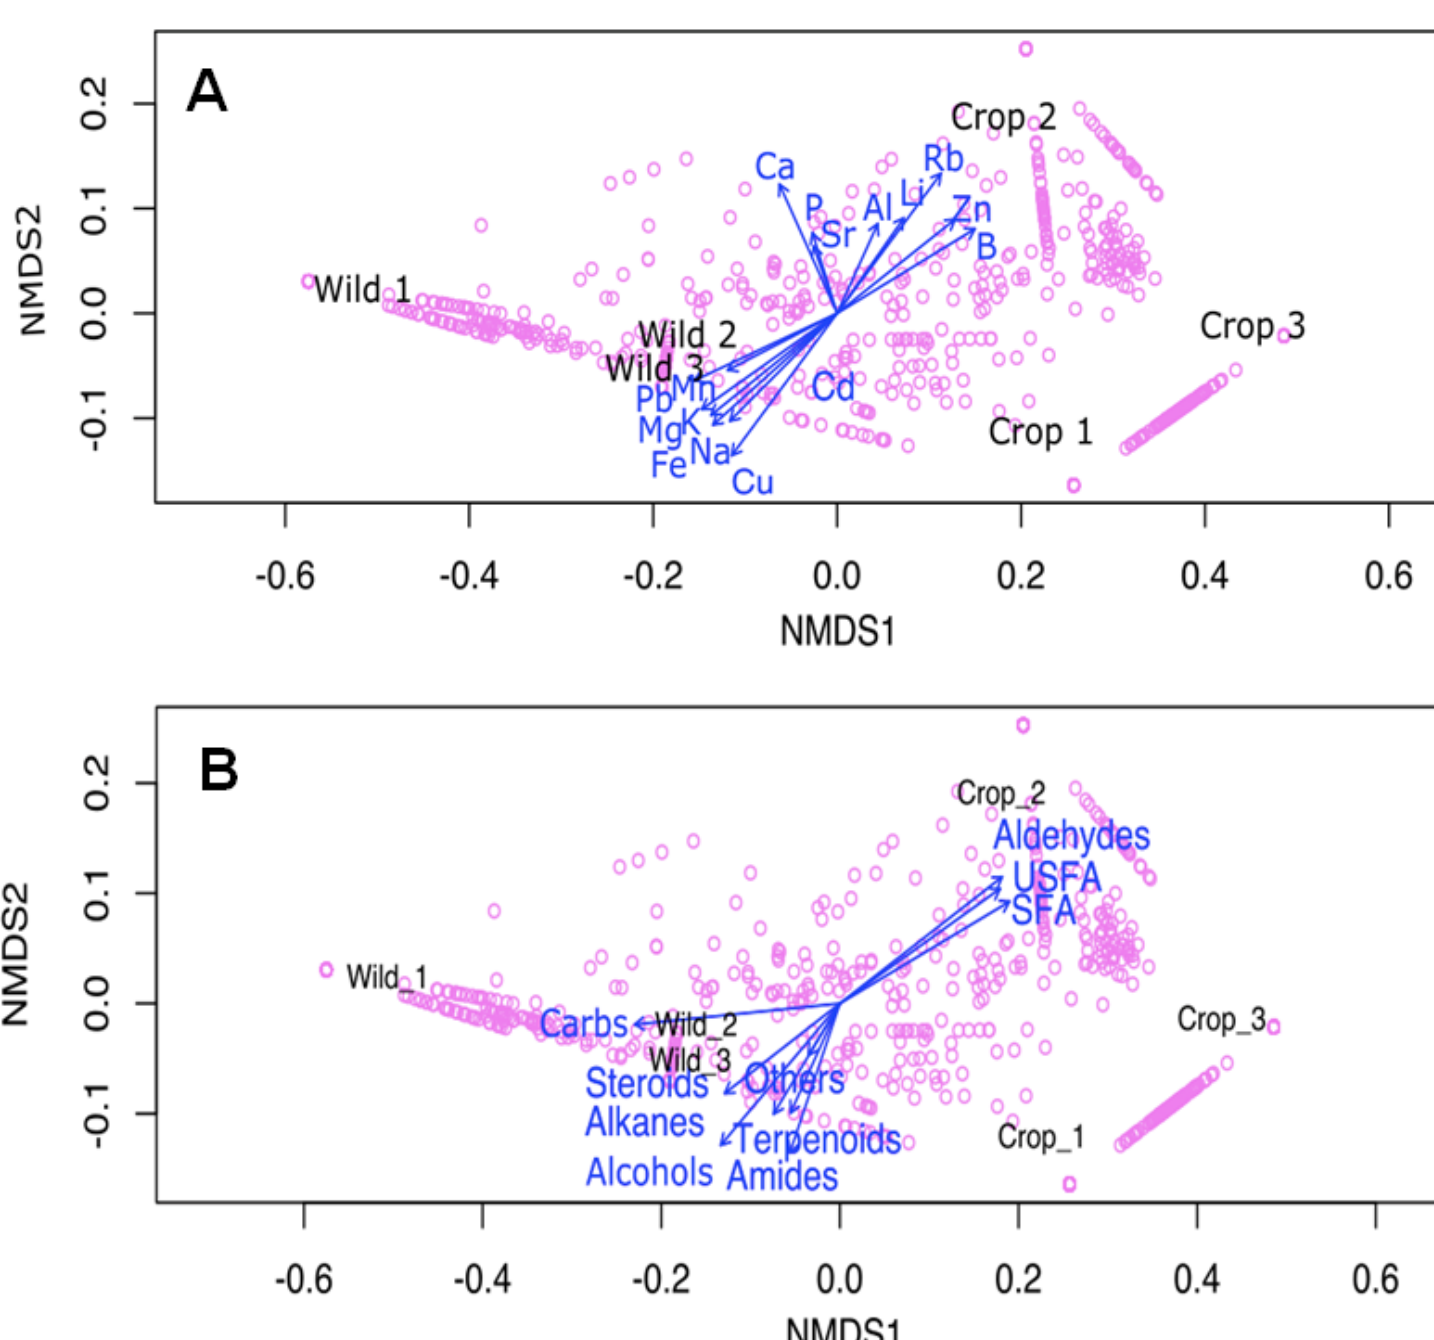 A
Crop 2
Ca
Rb
P
Al
Li
Zn
Sr
B
Wild 1
Wild 2
Crop 3
Wild 3
Mn
Cd
Pb
K
Mg
Crop 1
Na
Fe
Cu
NMDS2
0.2
0.1
0.0
-0.1
-0.6 -0.4 -0.2 0.0 0.2 0.4 0.6
NMDS1
B
Crop_2
Aldehydes
USFA
SFA
Wild_1
Carbs
Wild_2
Crop_3
Wild_3
Steroids
Others
Alkanes
Terpenoids
Crop_1
Alcohols
Amides
NMDS2
0.2
0.1
0.0
-0.1
-0.6 -0.4 -0.2 0.0 0.2 0.4 0.6
NMDS1